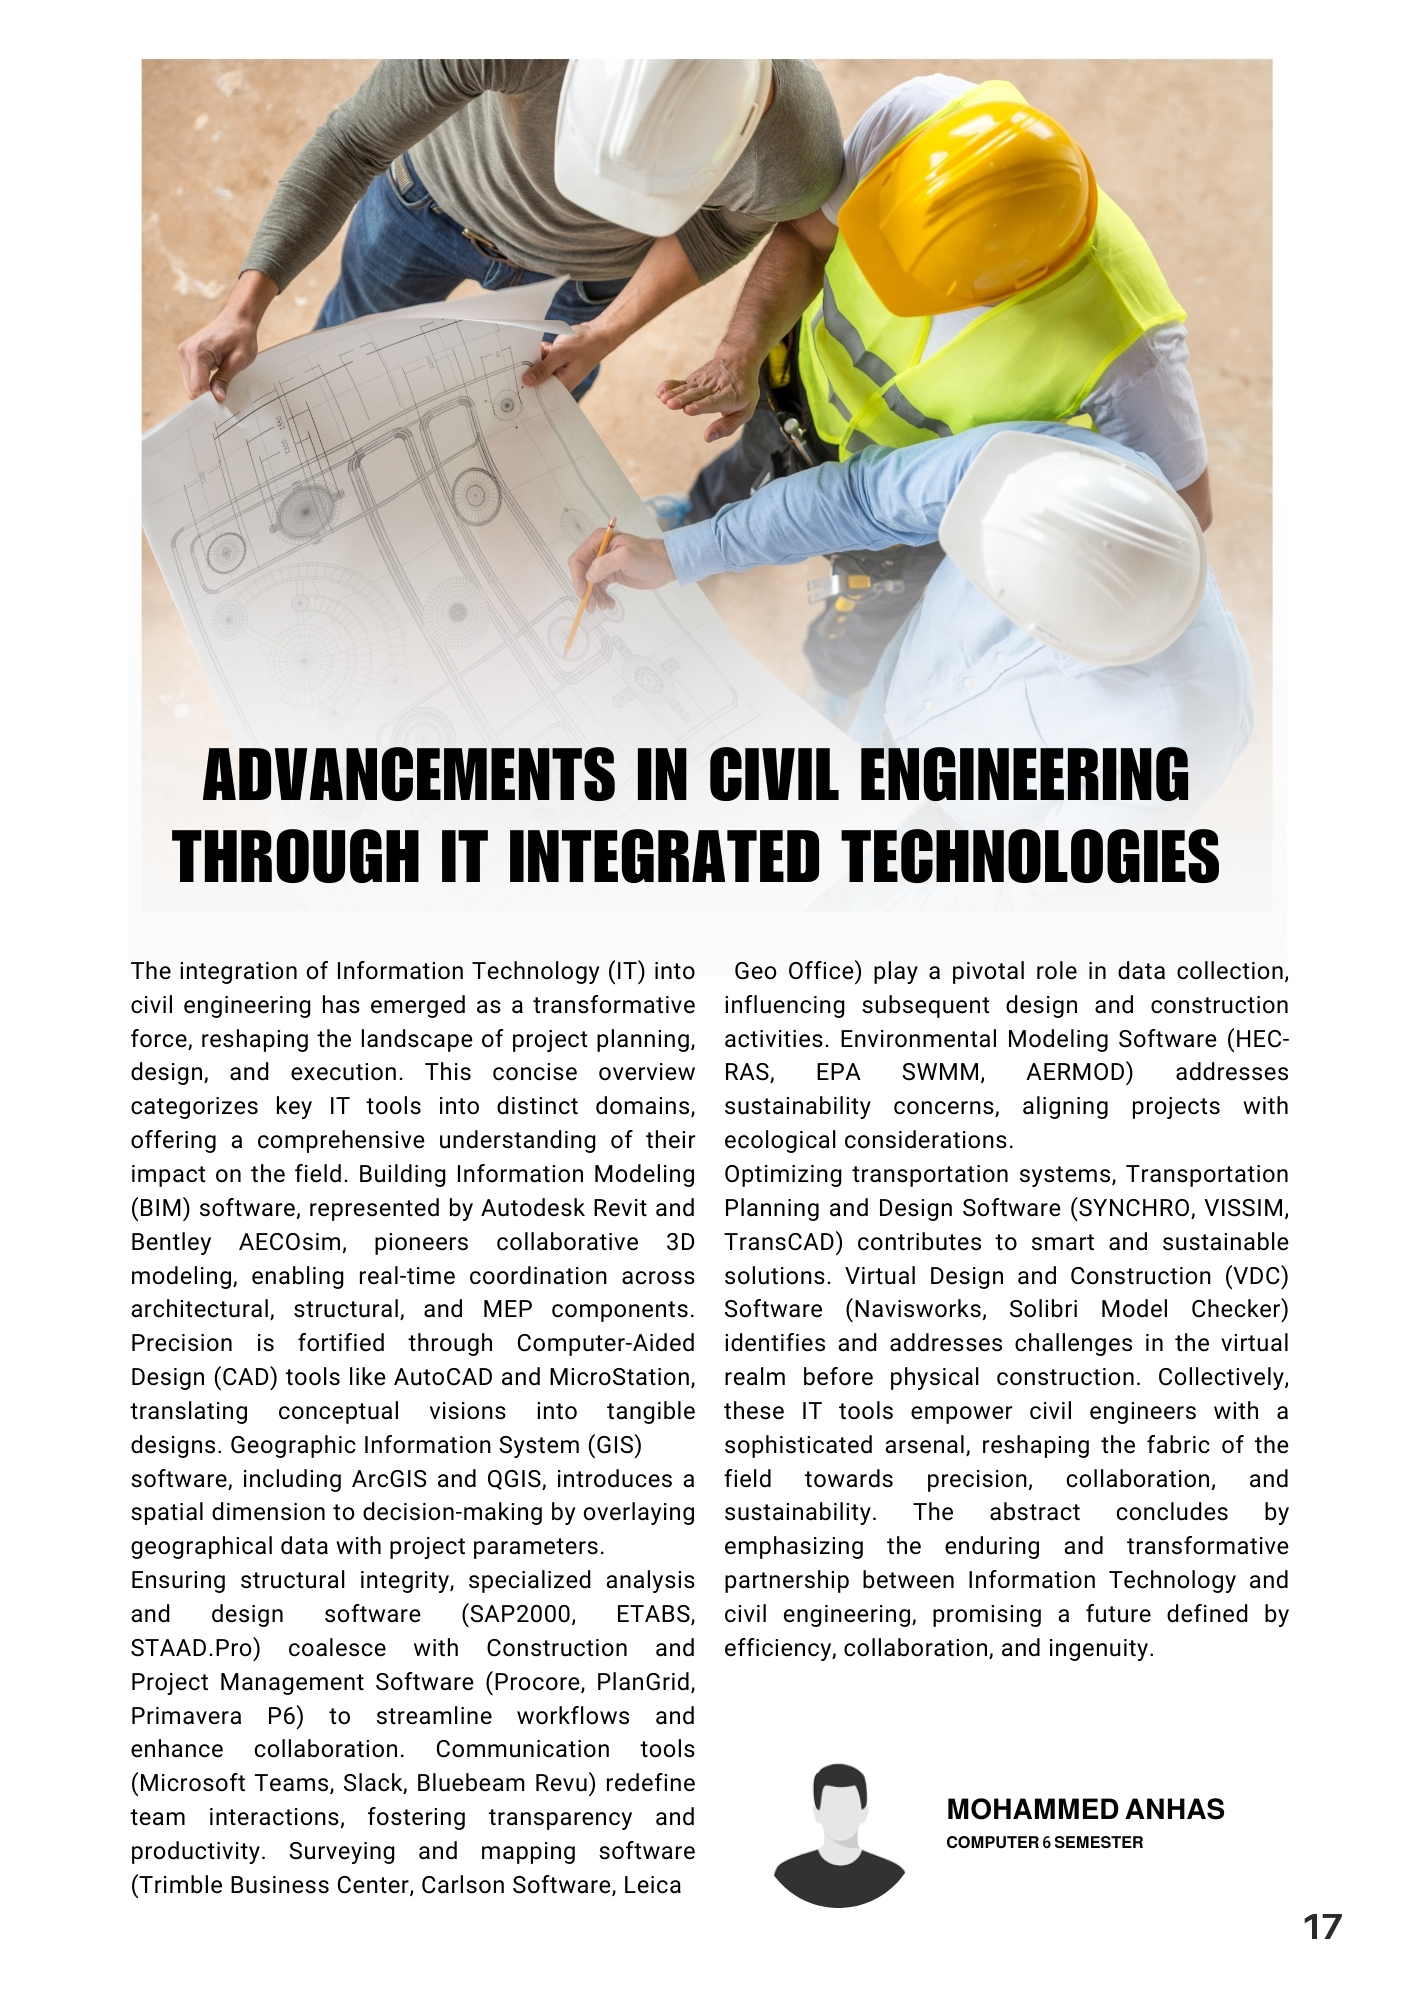 ADVANCEMENTS IN CIVIL ENGINEERING
THROUGH IT INTEGRATED TECHNOLOGIES
The integration of Information Technology (IT) into
civil engineering has emerged as a transformative
force, reshaping the landscape of project planning,
design, and execution. This concise overview
categorizes key IT tools into distinct domains,
offering a comprehensive understanding of their
impact on the field. Building Information Modeling
(BIM) software, represented by Autodesk Revit and
Bentley AECOsim, pioneers collaborative 3D
modeling, enabling real-time coordination across
architectural, structural, and MEP components.
Precision is fortified through Computer-Aided
Design (CAD) tools like AutoCAD and MicroStation,
translating conceptual visions into tangible
designs. Geographic Information System (GIS)
software, including ArcGIS and QGIS, introduces a
spatial dimension to decision-making by overlaying
geographical data with project parameters.
Ensuring structural integrity, specialized analysis
and design software (SAP2000, ETABS,
STAAD.Pro) coalesce with Construction and
Project Management Software (Procore, PlanGrid,
Primavera P6) to streamline workflows and
enhance collaboration. Communication tools
(Microsoft Teams, Slack, Bluebeam Revu) redefine
team interactions, fostering transparency and
productivity. Surveying and mapping software
(Trimble Business Center, Carlson Software, Leica
Geo Office) play a pivotal role in data collection,
influencing subsequent design and construction
activities. Environmental Modeling Software (HEC-
RAS, EPA SWMM, AERMOD) addresses
sustainability concerns, aligning projects with
ecological considerations.
Optimizing transportation systems, Transportation
Planning and Design Software (SYNCHRO, VISSIM,
TransCAD) contributes to smart and sustainable
solutions. Virtual Design and Construction (VDC)
Software (Navisworks, Solibri Model Checker)
identifies and addresses challenges in the virtual
realm before physical construction. Collectively,
these IT tools empower civil engineers with a
sophisticated arsenal, reshaping the fabric of the
field towards precision, collaboration, and
sustainability. The abstract concludes by
emphasizing the enduring and transformative
partnership between Information Technology and
civil engineering, promising a future defined by
efficiency, collaboration, and ingenuity.
MOHAMMED ANHAS
COMPUTER 6 SEMESTER
17